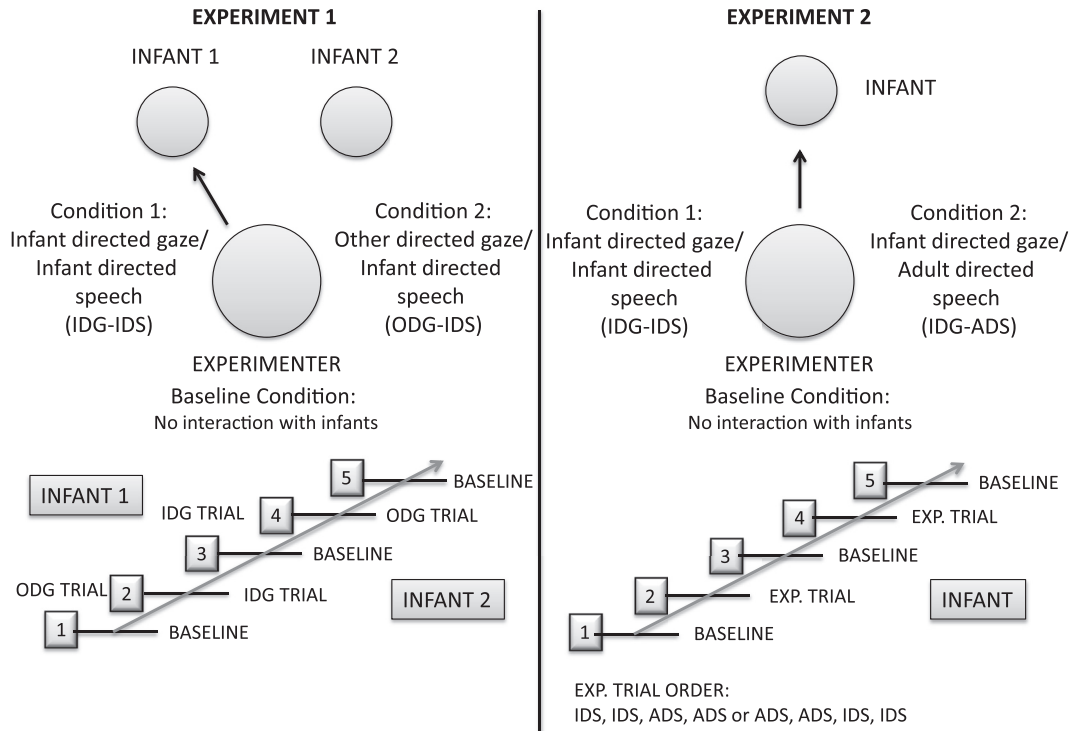 EXPERIMENT 1
INFANT 1
INFANT 2
Condition 1:
Infant directed gaze/
Infant directed
speech
(IDG-IDS)
Condition 2:
Other directed gaze/
Infant directed
speech
(ODG-IDS)
EXPERIMENTER
Baseline Condition:
No interaction with infants
INFANT 1
5
BASELINE
IDG TRIAL
4
ODG TRIAL
3
BASELINE
ODG TRIAL
2
IDG TRIAL
INFANT 2
1
BASELINE
EXPERIMENT 2
INFANT
Condition 1:
Infant directed gaze/
Infant directed
speech
(IDG-IDS)
Condition 2:
Infant directed gaze/
Adult directed
speech
(IDG-ADS)
EXPERIMENTER
Baseline Condition:
No interaction with infants
5
BASELINE
4
EXP. TRIAL
3
BASELINE
2
EXP. TRIAL
INFANT
1
BASELINE
EXP. TRIAL ORDER:
IDS, IDS, ADS, ADS or ADS, ADS, IDS, IDS